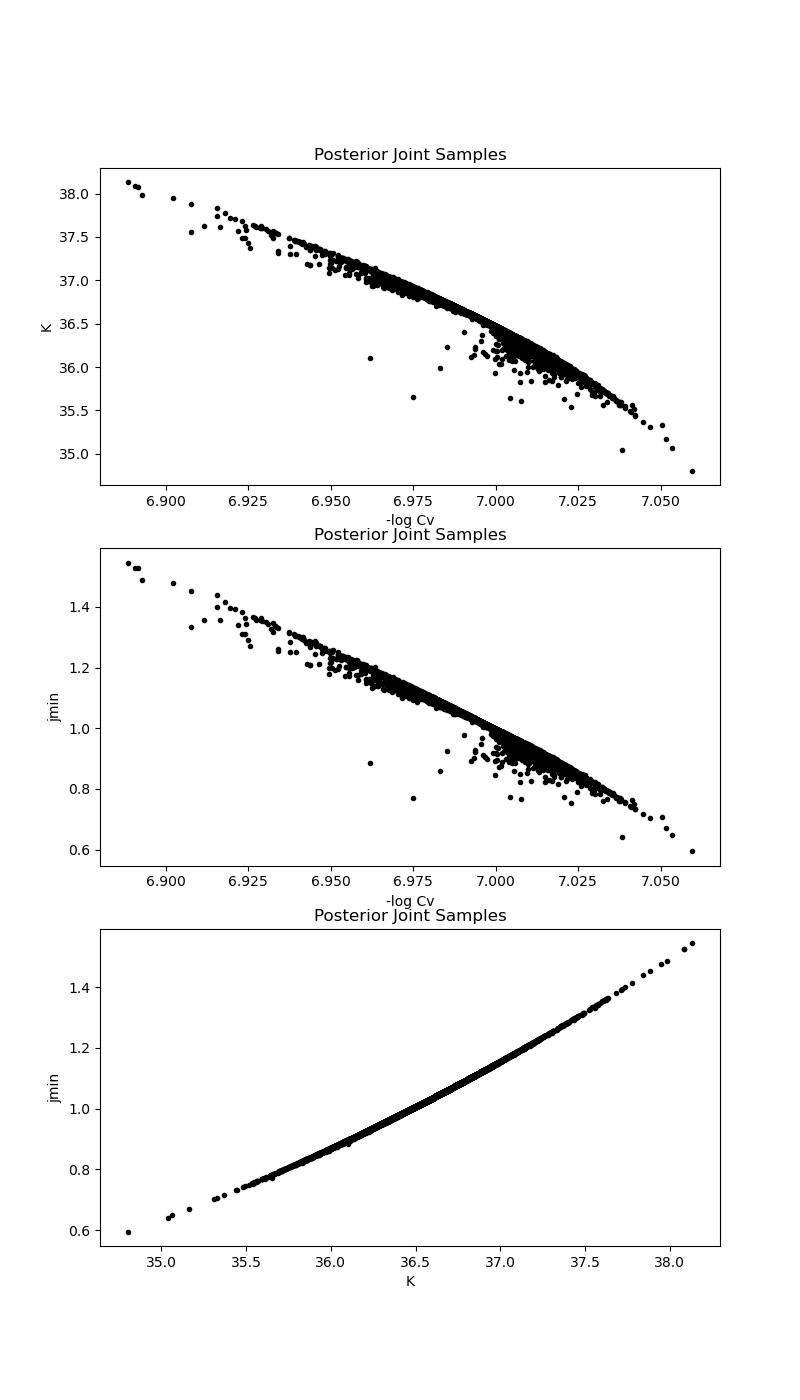 Posterior Joint Samples
38.0
37.5
37.0
K
36.5
36.0
35.5
35.0
6.900 6.925 6.950 6.975 7.000 7.025 7.050
-log Cv
Posterior Joint Samples
1.4
1.2
jmin
1.0
0.8
0.6
6.900 6.925 6.950 6.975 7.000 7.025 7.050
-log Cv
Posterior Joint Samples
1.4
1.2
jmin
1.0
0.8
0.6
35.0 35.5 36.0 36.5 37.0 37.5 38.0
K